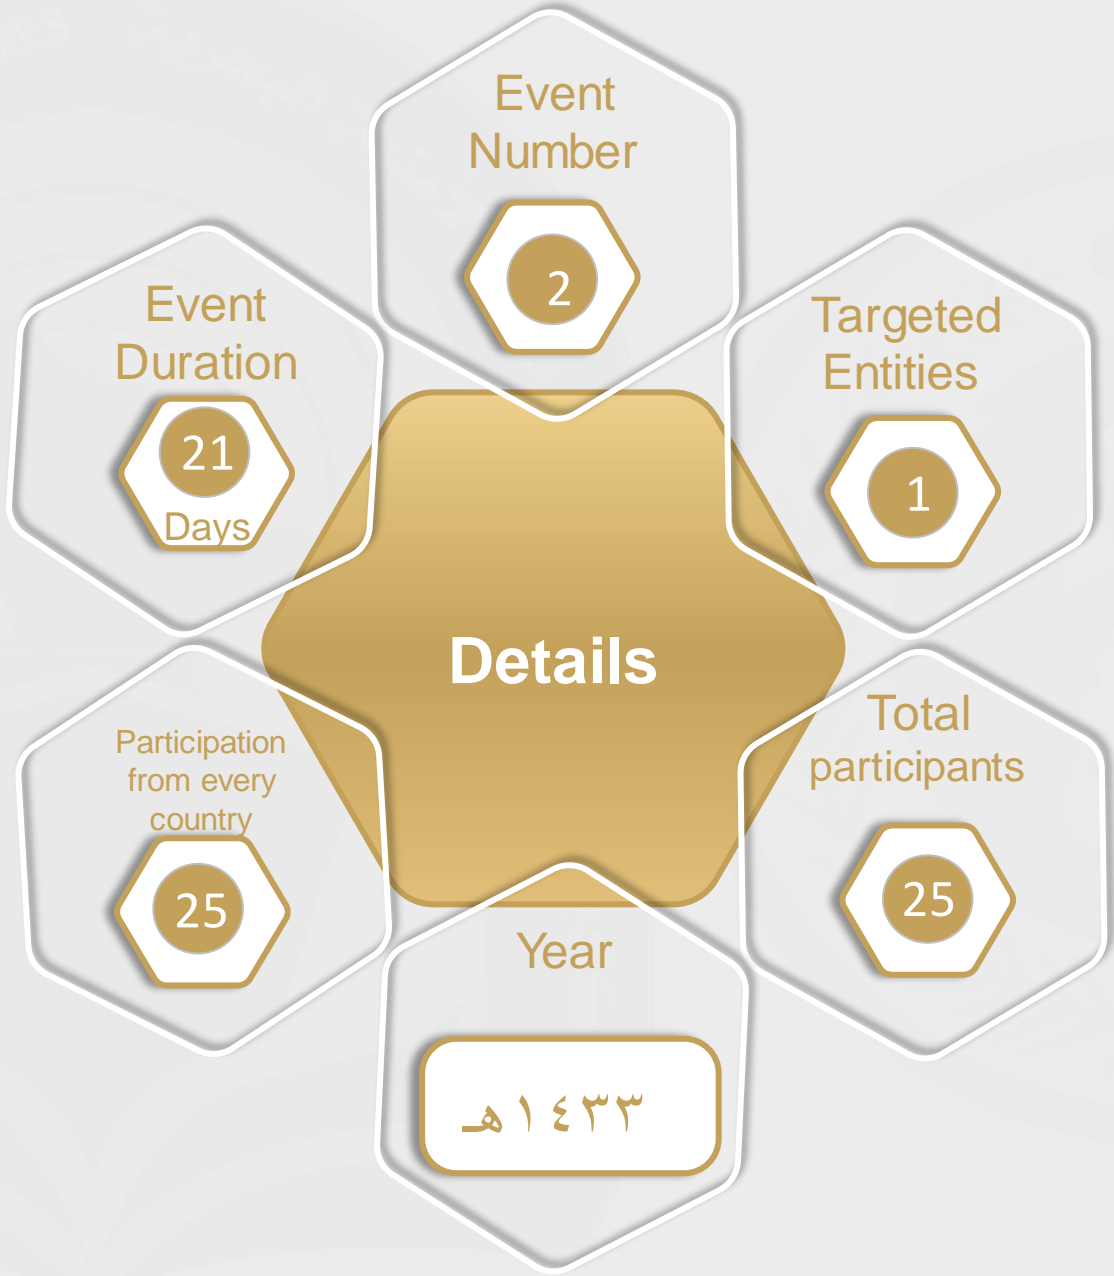 Event
Number
2
Event
Duration
21
Days
Targeted
Entities
1
Details
Participation
from every
country
25
Total
participants
25
Year
١٤٣٣هـ